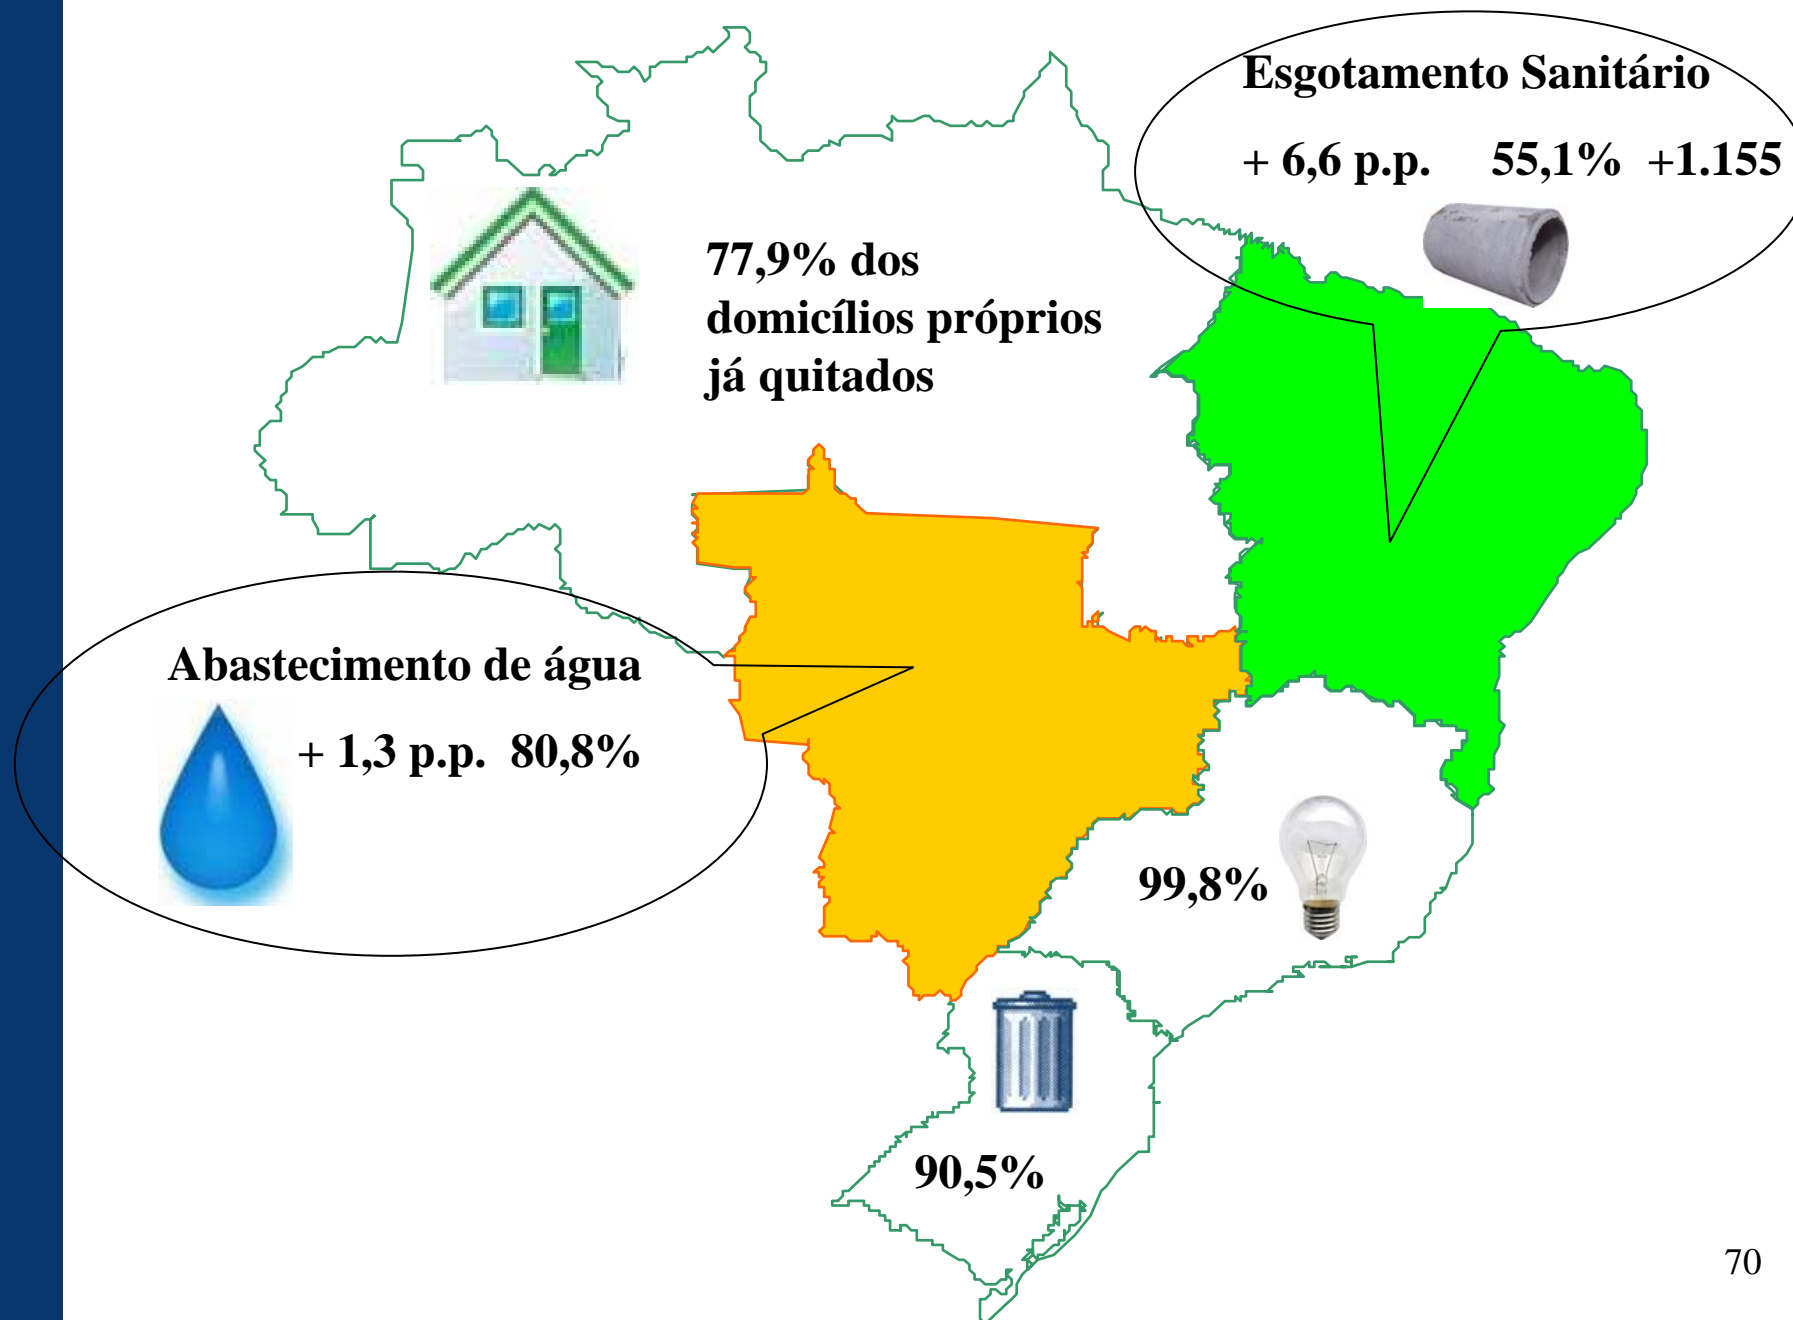 Esgotamento Sanitário
+ 6,6 p.p. 55,1% +1.155
77,9% dos
domicílios próprios
já quitados
Abastecimento de água
+ 1,3 p.p. 80,8%
99,8%
90,5%
70